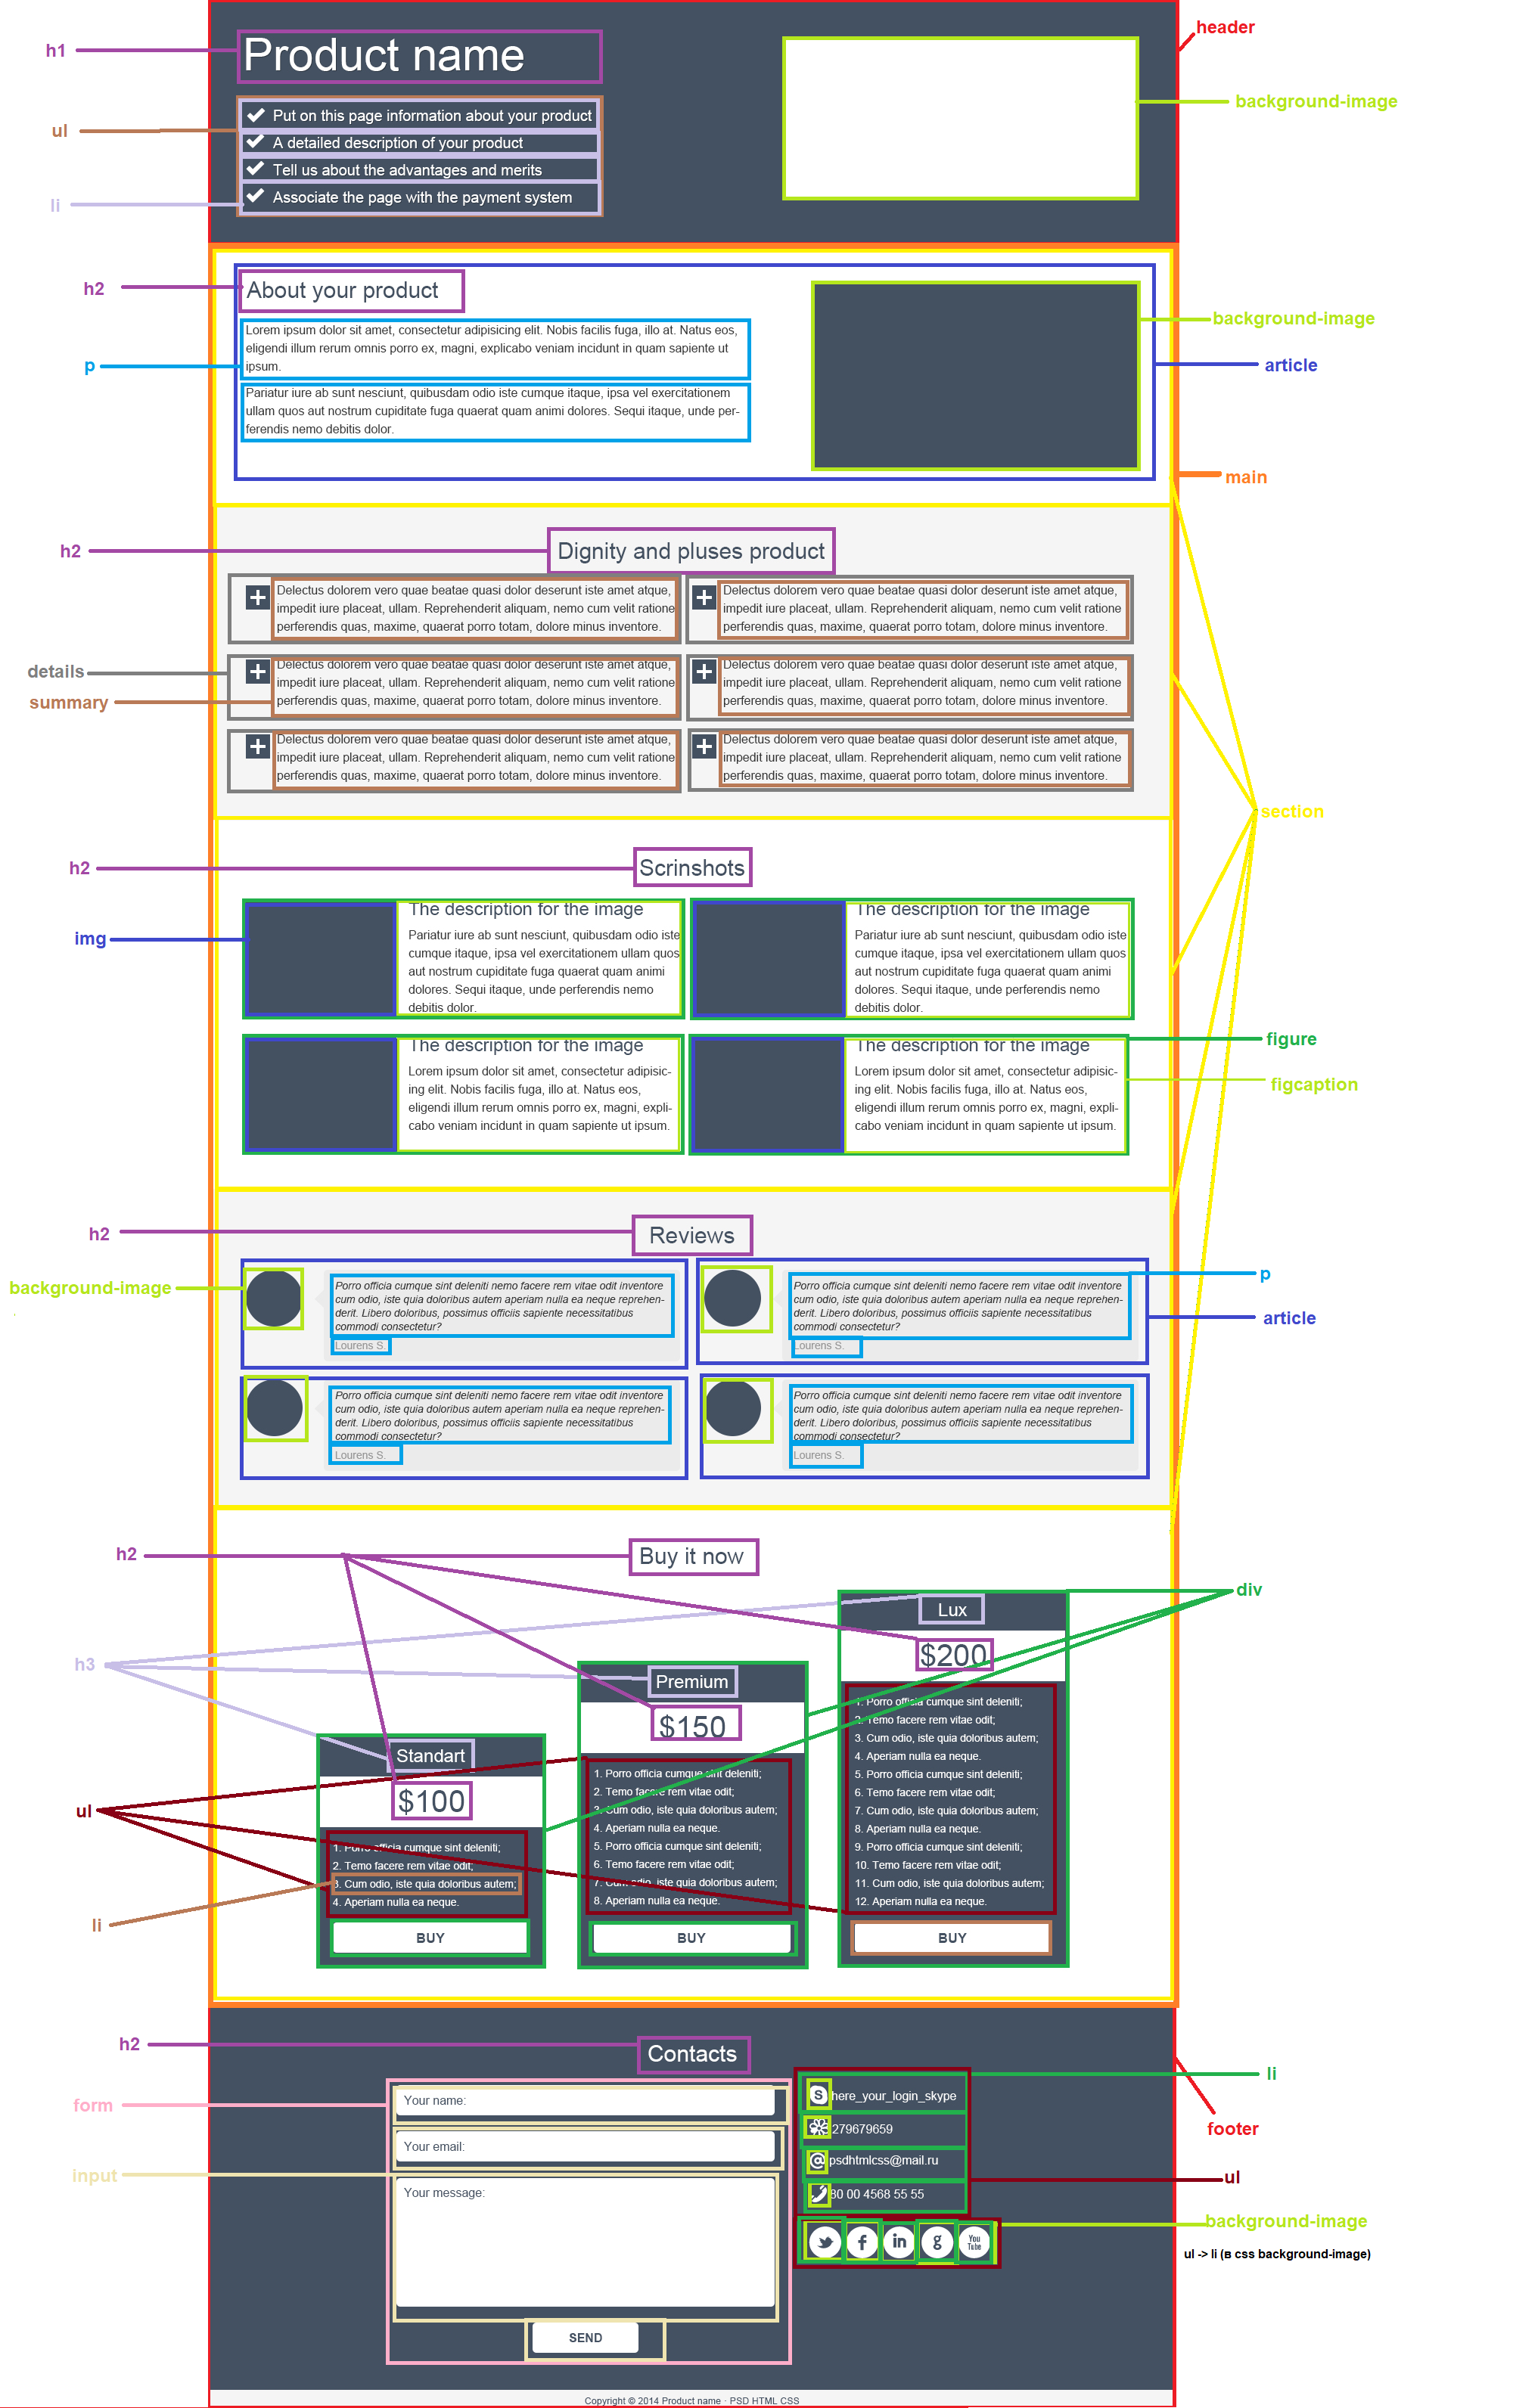 header
h1
Product name
background-image
ul
Put on this page information about your product
A detailed description of your product
Tell us about the advantages and merits
li
Associate the page with the payment system
h2
About your product
background-image
p
Lorem ipsum dolor sit amet, consectetur adipisicing elit. Nobis facilis fuga, illo at. Natus eos,
eligendi illum rerum omnis porro ex, magni, explicabo veniam incidunt in quam sapiente ut
ipsum.
article
Pariatur iure ab sunt nesciunt, quibusdam odio iste cumque itaque, ipsa vel exercitationem
ullam quos aut nostrum cupiditate fuga quaerat quam animi dolores. Sequi itaque, unde per-
ferendis nemo debitis dolor.
main
h2
Dignity and pluses product
Delectus dolorem vero quae beatae quasi dolor deserunt iste amet atque,
impedit iure placeat, ullam. Reprehenderit aliquam, nemo cum velit ratione
perferendis quas, maxime, quaerat porro totam, dolore minus inventore.
Delectus dolorem vero quae beatae quasi dolor deserunt iste amet atque,
impedit iure placeat, ullam. Reprehenderit aliquam, nemo cum velit ratione
perferendis quas, maxime, quaerat porro totam, dolore minus inventore.
details
summary
Delectus dolorem vero quae beatae quasi dolor deserunt iste amet atque,
impedit iure placeat, ullam. Reprehenderit aliquam, nemo cum velit ratione
perferendis quas, maxime, quaerat porro totam, dolore minus inventore.
Delectus dolorem vero quae beatae quasi dolor deserunt iste amet atque,
impedit iure placeat, ullam. Reprehenderit aliquam, nemo cum velit ratione
perferendis quas, maxime, quaerat porro totam, dolore minus inventore.
Delectus dolorem vero quae beatae quasi dolor deserunt iste amet atque,
impedit iure placeat, ullam. Reprehenderit aliquam, nemo cum velit ratione
perferendis quas, maxime, quaerat porro totam, dolore minus inventore.
Delectus dolorem vero quae beatae quasi dolor deserunt iste amet atque,
impedit iure placeat, ullam. Reprehenderit aliquam, nemo cum velit ratione
perferendis quas, maxime, quaerat porro totam, dolore minus inventore.
section
h2
Scrinshots
img
The description for the image
Pariatur iure ab sunt nesciunt, quibusdam odio iste
cumque itaque, ipsa vel exercitationem ullam quos
aut nostrum cupiditate fuga quaerat quam animi
dolores. Sequi itaque, unde perferendis nemo
debitis dolor.
The description for the image
Pariatur iure ab sunt nesciunt, quibusdam odio iste
cumque itaque, ipsa vel exercitationem ullam quos
aut nostrum cupiditate fuga quaerat quam animi
dolores. Sequi itaque, unde perferendis nemo
debitis dolor.
The description for the image
Lorem ipsum dolor sit amet, consectetur adipisic-
ing elit. Nobis facilis fuga, illo at. Natus eos,
eligendi illum rerum omnis porro ex, magni, expli-
cabo veniam incidunt in quam sapiente ut ipsum.
The description for the image
Lorem ipsum dolor sit amet, consectetur adipisic-
ing elit. Nobis facilis fuga, illo at. Natus eos,
eligendi illum rerum omnis porro ex, magni, expli-
cabo veniam incidunt in quam sapiente ut ipsum.
figure
figcaption
h2
Reviews
background-image
Porro officia cumque sint deleniti nemo facere rem vitae odit inventore
cum odio, iste quia doloribus autem aperiam nulla ea neque reprehen-
derit. Libero doloribus, possimus officiis sapiente necessitatibus
commodi consectetur?
Lourens S.
Porro officia cumque sint deleniti nemo facere rem vitae odit inventore
cum odio, iste quia doloribus autem aperiam nulla ea neque reprehen-
derit. Libero doloribus, possimus officiis sapiente necessitatibus
commodi consectetur?
Lourens S.
p
article
Porro officia cumque sint deleniti nemo facere rem vitae odit inventore
cum odio, iste quia doloribus autem aperiam nulla ea neque reprehen-
derit. Libero doloribus, possimus officiis sapiente necessitatibus
commodi consectetur?
Lourens S.
Porro officia cumque sint deleniti nemo facere rem vitae odit inventore
cum odio, iste quia doloribus autem aperiam nulla ea neque reprehen-
derit. Libero doloribus, possimus officiis sapiente necessitatibus
commodi consectetur?
Lourens S.
h2
Buy it now
div
h3
ul
li
Standart
$100
1. Porro officia cumque sint deleniti;
2. Temo facere rem vitae odit;
3. Cum odio, iste quia doloribus autem;
4. Aperiam nulla ea neque.
BUY
Premium
$150
1. Porro officia cumque sint deleniti;
2. Temo facere rem vitae odit;
3. Cum odio, iste quia doloribus autem;
4. Aperiam nulla ea neque.
5. Porro officia cumque sint deleniti;
6. Temo facere rem vitae odit;
7. Cum odio, iste quia doloribus autem;
8. Aperiam nulla ea neque.
BUY
Lux
$200
1. Porro officia cumque sint deleniti;
2. Temo facere rem vitae odit;
3. Cum odio, iste quia doloribus autem;
4. Aperiam nulla ea neque.
5. Porro officia cumque sint deleniti;
6. Temo facere rem vitae odit;
7. Cum odio, iste quia doloribus autem;
8. Aperiam nulla ea neque.
9. Porro officia cumque sint deleniti;
10. Temo facere rem vitae odit;
11. Cum odio, iste quia doloribus autem;
12. Aperiam nulla ea neque.
BUY
h2
Contacts
form
input
Your name:
Your email:
Your message:
SEND
here_your_login_skype
279679659
psdhtmlcss@mail.ru
80 00 4568 55 55
f
in
g
You
Tube
li
footer
ul
background-image
ul -> li (в css background-image)
Copyright © 2014 Product name · PSD HTML CSS